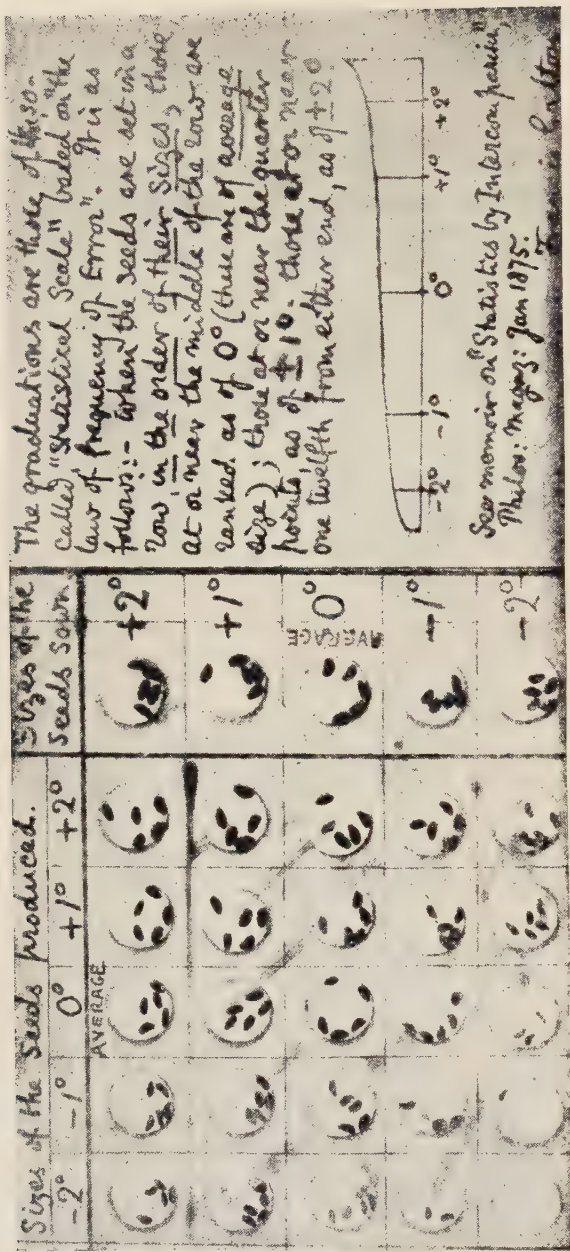 Sizes of the Seeds produced.
-2° -1° 0° +1° +2°
AVERAGE
Sizes of the
Seeds Sown
+2°
+1°
0°
AVERAGE
-1°
-2°
The graduations are those of the so-
called "Statistical Scale" based on "the
law of frequency of Error". It is as
follows:- When the seeds are set in a
row, in the order of their sizes, those
at or near the middle of the row are
ranked as of 0° (these are of average
size); those at or near the quarter
points, as of ±1°. those at or near
one twelfth from either end, as of ±2°
-2° -1° 0° +1° +2°
See memoir on "Statistics by Intercomparison"
Philos: Magaz: Jan 1875.
Francis Galton